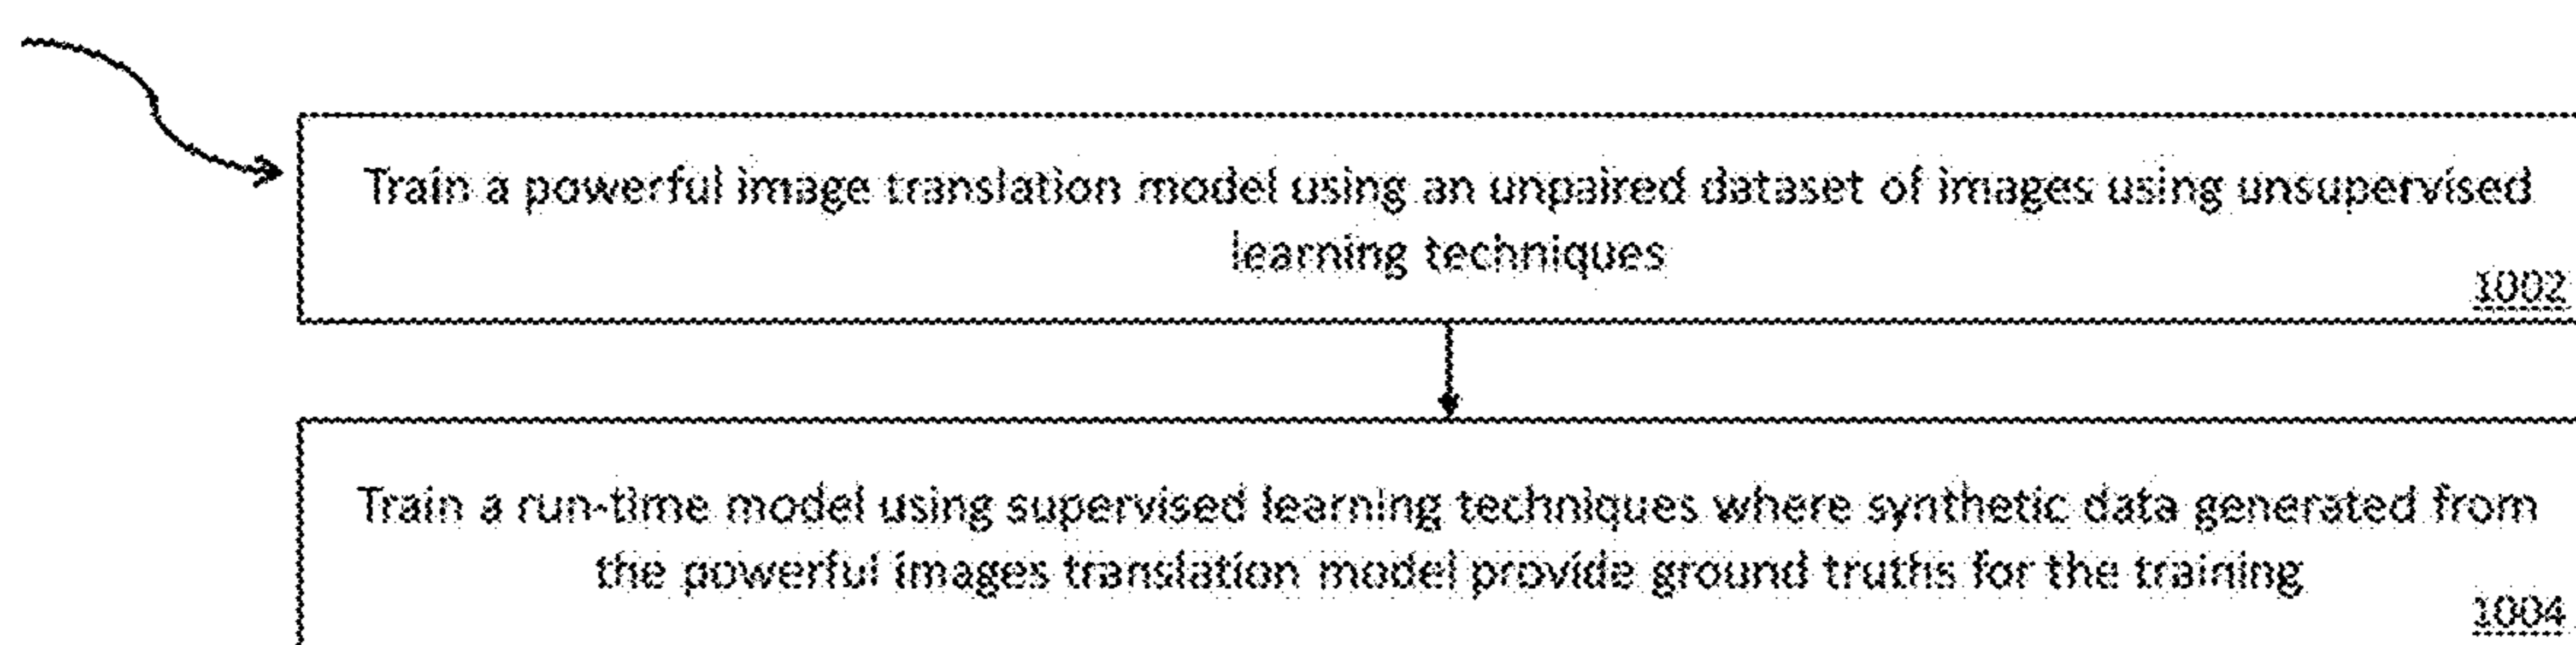 Train a powerful image translation model using an unpaired dataset of images using unsupervised
learning techniques
1002
Train a run-time model using supervised learning techniques where synthetic data generated from
the powerful images translation model provide ground truths for the training
1004